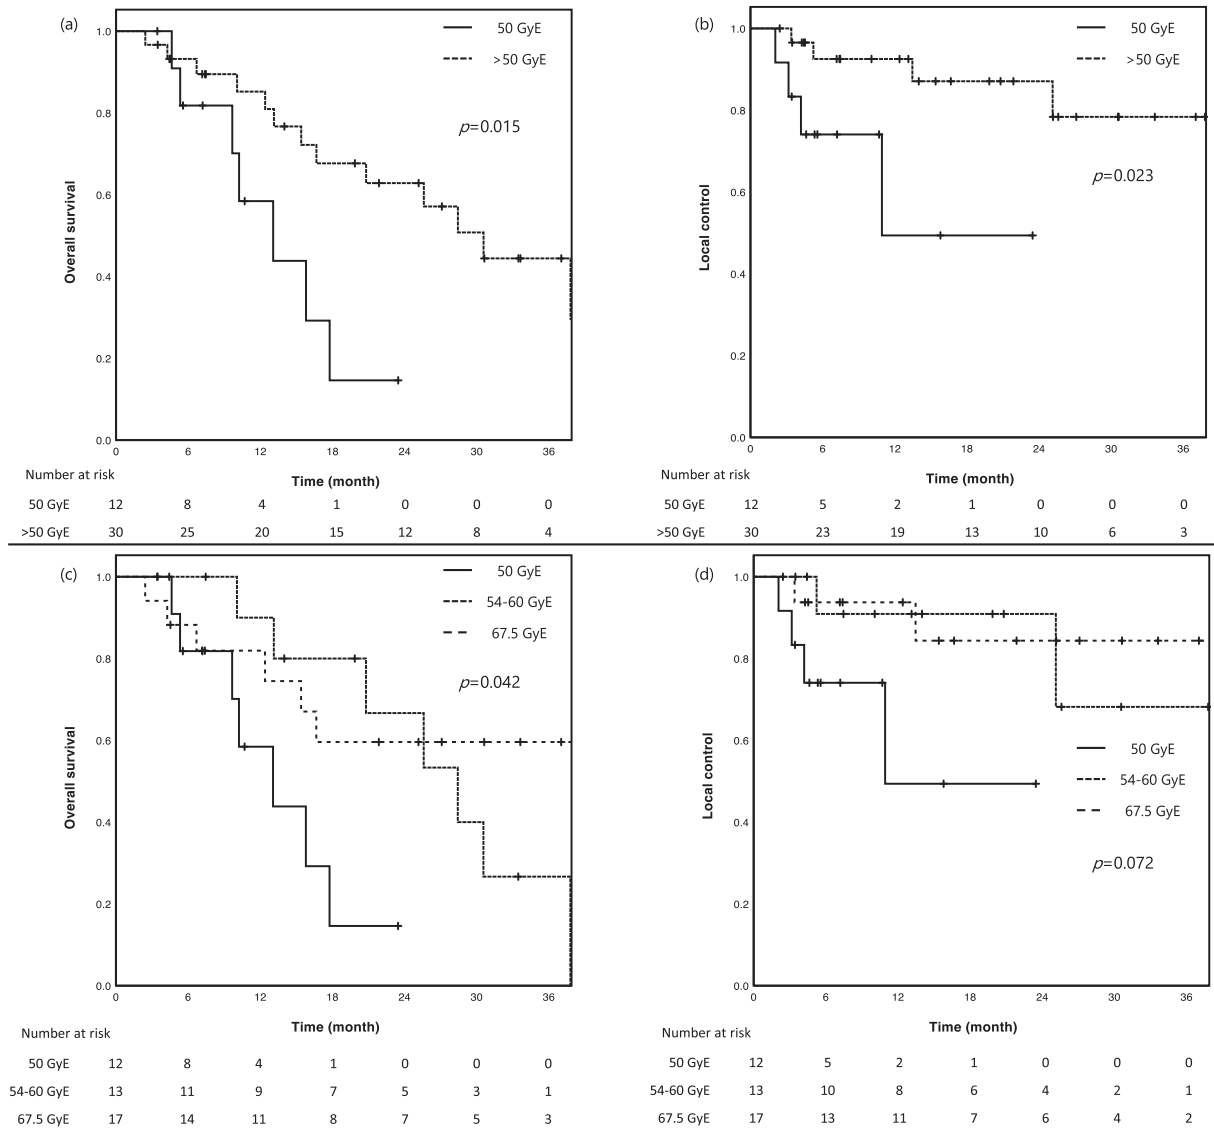 (a)
50 GyE
>50 GyE
p=0.015
Overall survival
1.0
0.8
0.6
0.4
0.2
0.0
0 6 12 18 24 30 36
Time (month)
Number at risk
50 GyE 12 8 4 1 0 0 0
>50 GyE 30 25 20 15 12 8 4
(b)
50 GyE
>50 GyE
p=0.023
Local control
1.0
0.8
0.6
0.4
0.2
0.0
0 6 12 18 24 30 36
Time (month)
Number at risk
50 GyE 12 5 2 1 0 0 0
>50 GyE 30 23 19 13 10 6 3
(c)
50 GyE
54-60 GyE
67.5 GyE
p=0.042
Overall survival
1.0
0.8
0.6
0.4
0.2
0.0
0 6 12 18 24 30 36
Time (month)
Number at risk
50 GyE 12 8 4 1 0 0 0
54-60 GyE 13 11 9 7 5 3 1
67.5 GyE 17 14 11 8 7 5 3
(d)
50 GyE
54-60 GyE
67.5 GyE
p=0.072
Local control
1.0
0.8
0.6
0.4
0.2
0.0
0 6 12 18 24 30 36
Time (month)
Number at risk
50 GyE 12 5 2 1 0 0 0
54-60 GyE 13 10 8 6 4 2 1
67.5 GyE 17 13 11 7 6 4 2